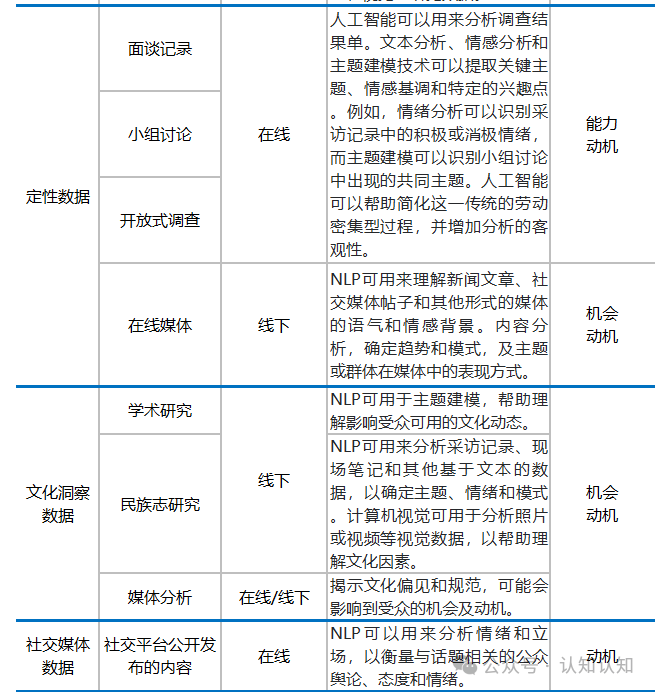 人工智能可以用来分析调查结
果单。文本分析、情感分析和
主题建模技术可以提取关键主
题、情感基调和特定的兴趣点
。例如，情绪分析可以识别采
访记录中的积极或消极情绪，
而主题建模可以识别小组讨论
中出现的共同主题。人工智能
可以帮助简化这一传统的劳动
密集型过程，并增加分析的客
观性。
面谈记录
小组讨论
开放式调查
在线
能力
动机
定性数据
在线媒体
线下
NLP可用来理解新闻文章、社
交媒体帖子和其他形式的媒体
的语气和情感背景。内容分
析，确定趋势和模式，及主题
或群体在媒体中的表现方式。
机会
动机
文化洞察
数据
学术研究
线下
NLP可用于主题建模，帮助理
解影响受众可用的文化动态。
民族志研究
NLP可用来分析采访记录、现
场笔记和其他基于文本的数
据，以确定主题、情绪和模式
。计算机视觉可用于分析照片
或视频等视觉数据，以帮助理
解文化因素。
机会
动机
媒体分析
在线/线下
揭示文化偏见和规范，可能会
影响到受众的机会及动机。
社交媒体
数据
社交平台公开发
布的内容
在线
NLP可以用来分析情绪和立
场，以衡量与话题相关的公众
舆论、态度和情绪。
动机
公众号·认知认知